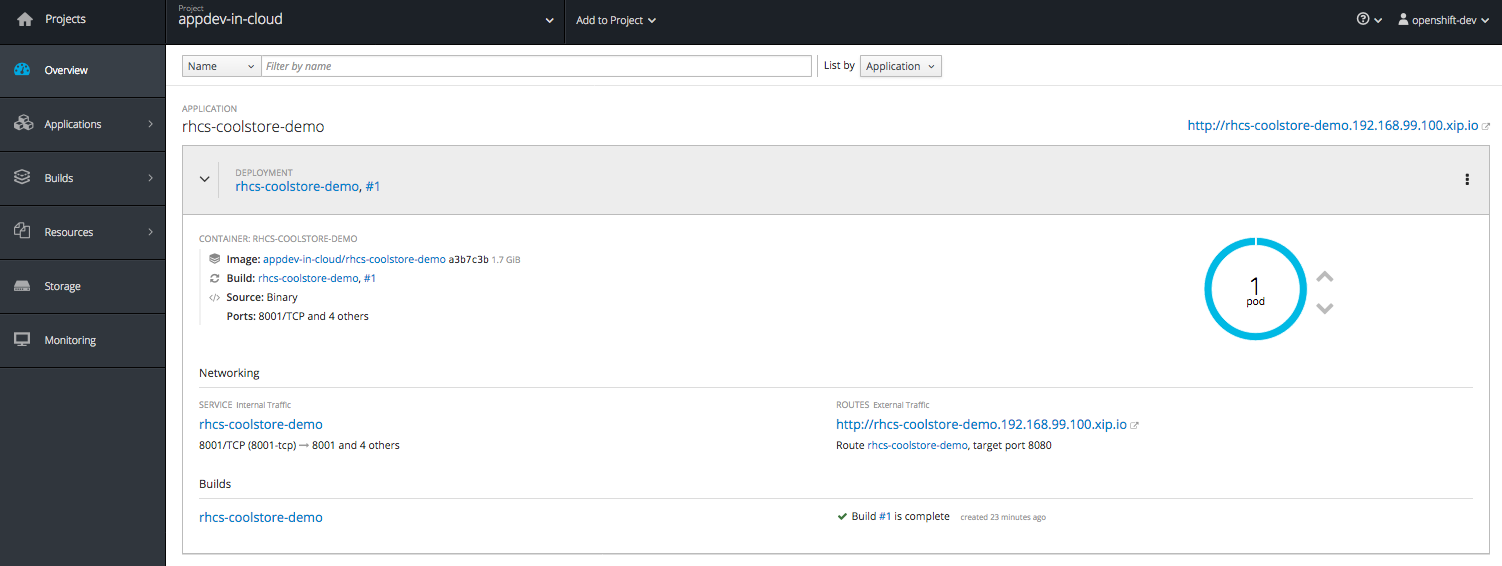 Projects
Project
appdev-in-cloud
Add to Project
openshift-dev
Overview
Applications
Builds
Resources
Storage
Monitoring
Name
Filter by name
List by
Application
APPLICATION
rhcs-coolstore-demo
http://rhcs-coolstore-demo.192.168.99.100.xip.io
DEPLOYMENT
rhcs-coolstore-demo, #1
CONTAINER: RHCS-COOLSTORE-DEMO
Image: appdev-in-cloud/rhcs-coolstore-demo a3b7c3b 1.7 GiB
Build: rhcs-coolstore-demo, #1
Source: Binary
Ports: 8001/TCP and 4 others
1
pod
Networking
SERVICE Internal Traffic
rhcs-coolstore-demo
8001/TCP (8001-tcp) → 8001 and 4 others
ROUTES External Traffic
http://rhcs-coolstore-demo.192.168.99.100.xip.io
Route rhcs-coolstore-demo, target port 8080
Builds
rhcs-coolstore-demo
Build #1 is complete created 23 minutes ago